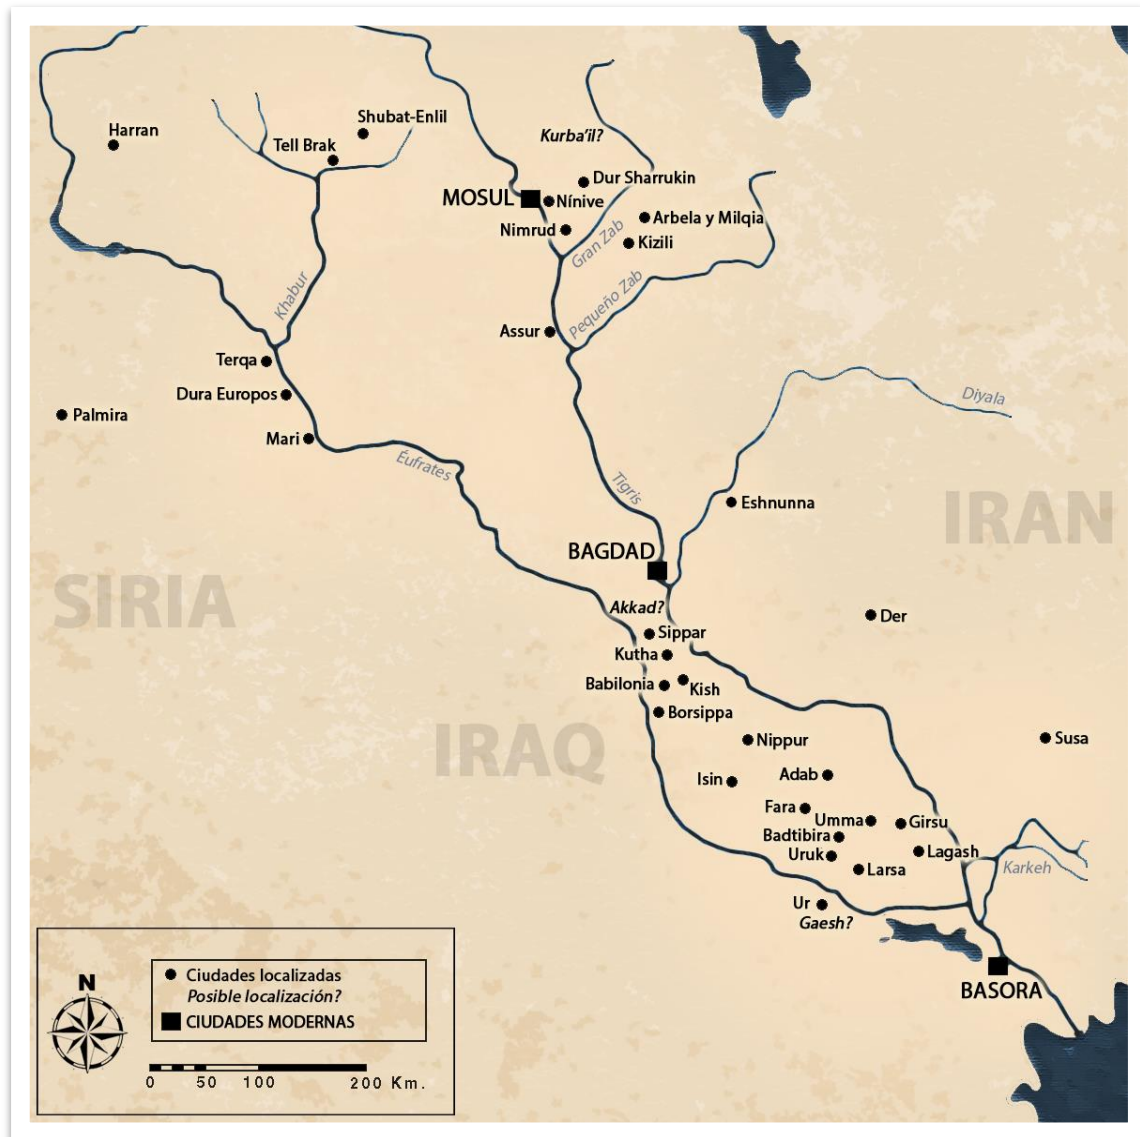 Harran
Shubat-Enlil
Tell Brak
Kurba'il?
Dur Sharrukin
MOSUL
Nínive
Nimrud
Arbela y Milqia
Gran Zab
Kizili
Khabur
Pequeño Zab
Assur
Terqa
Dura Europos
Palmira
Mari
Éufrates
Diyala
Tigris
Eshnunna
IRAN
BAGDAD
SIRIA
Akkad?
Der
Sippar
Kutha
Babilonia
Kish
Borsippa
IRAQ
Nippur
Susa
Isin
Adab
Fara
Umma
Girsu
Badtibira
Uruk
Lagash
Larsa
Karkeh
Ur
Gaesh?
BASORA
N
Ciudades localizadas
Posible localización?
CIUDADES MODERNAS
0 50 100 200 Km.